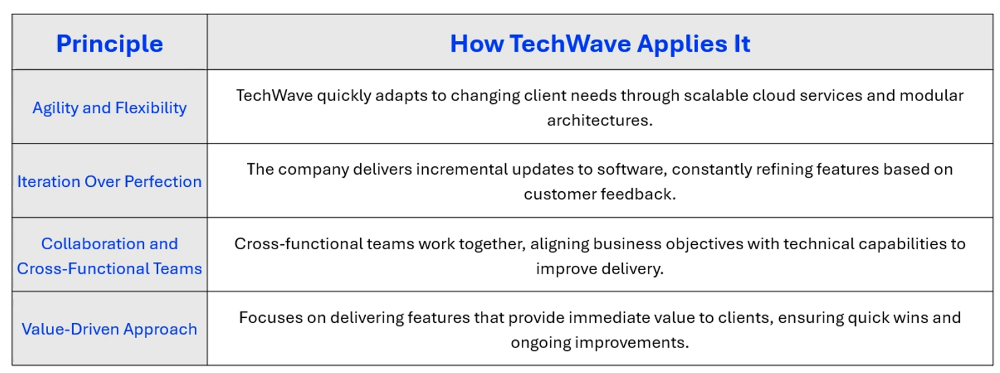 Principle
How TechWave Applies It
Agility and Flexibility
TechWave quickly adapts to changing client needs through scalable cloud services and modular
architectures.
Iteration Over Perfection
The company delivers incremental updates to software, constantly refining features based on
customer feedback.
Collaboration and
Cross-Functional Teams
Cross-functional teams work together, aligning business objectives with technical capabilities to
improve delivery.
Value-Driven Approach
Focuses on delivering features that provide immediate value to clients, ensuring quick wins and
ongoing improvements.